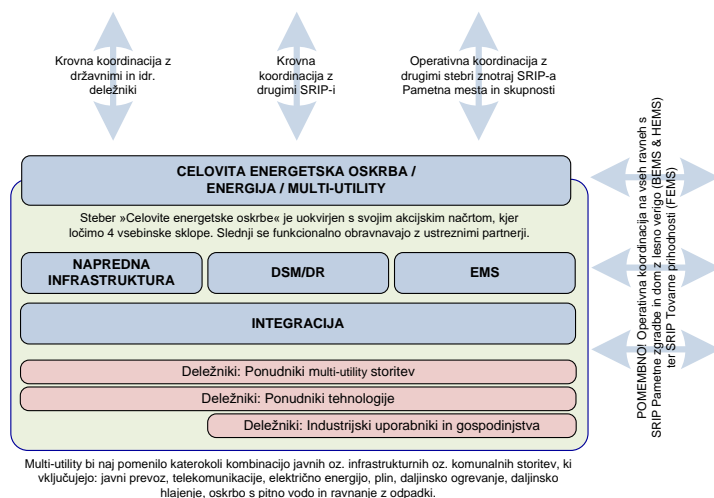 Krovna koordinacija z
državnimi in idr.
deležniki
Krovna
koordinacija z
drugimi SRIP-i
Operativna koordinacija z
drugimi stebri znotraj SRIP-a
Pametna mesta in skupnosti
CELOVITA ENERGETSKA OSKRBA /
ENERGIJA / MULTI-UTILITY
Steber »Celovite energetske oskrbe« je uokvirjen s svojim akcijskim načrtom, kjer
ločimo 4 vsebinske sklope. Slednji se funkcionalno obravnavajo z ustreznimi partnerji.
NAPREDNA
INFRASTRUKTURA
DSM/DR
EMS
INTEGRACIJA
Deležniki: Ponudniki multi-utility storitev
Deležniki: Ponudniki tehnologije
Deležniki: Industrijski uporabniki in gospodinjstva
Multi-utility bi naj pomenilo katerokoli kombinacijo javnih oz. infrastrukturnih oz. komunalnih storitev, ki
vključujejo: javni prevoz, telekomunikacije, električno energijo, plin, daljinsko ogrevanje, daljinsko
hlajenje, oskrbo s pitno vodo in ravnanje z odpadki.
POMEMBNO! Operativna koordinacija na vseh ravneh s
SRIP Pametne zgradbe in dom z lesno verigo (BEMS & HEMS)
ter SRIP Tovarne prihodnosti (FEMS)